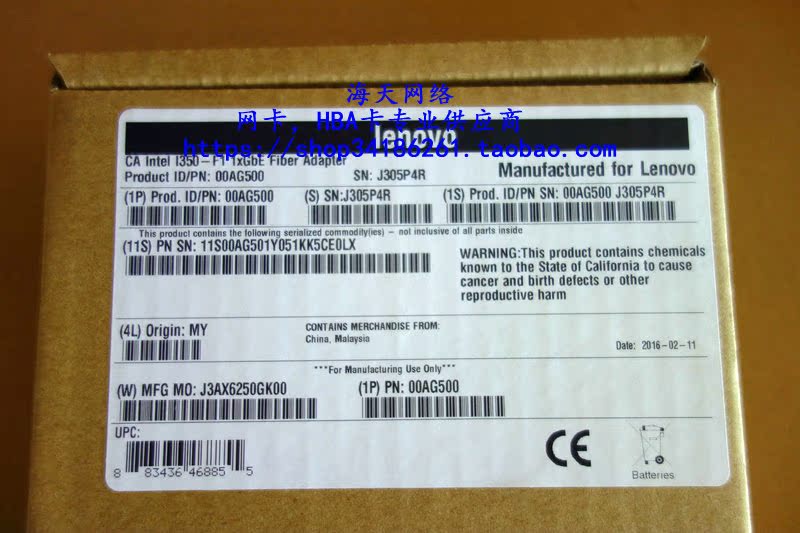 海天网络
网卡，HBA卡专业供应商
lenovo
https://shop34186261.taobao.com
CA Intel I350-F1 1xGbE Fiber Adapter
Product ID/PN: 00AG500 SN: J305P4R
Manufactured for Lenovo
(1P) Prod. ID/PN: 00AG500 (S) SN:J305P4R (1S) Prod. ID/PN SN: 00AG500 J305P4R
This product contains the following serialized commodity(ies) - not inclusive of all parts inside
(11S) PN SN: 11S00AG501Y051KK5CE0LX
WARNING:This product contains chemicals
known to the State of California to cause
cancer and birth defects or other
reproductive harm
(4L) Origin: MY
CONTAINS MERCHANDISE FROM:
China, Malaysia
Date: 2016-02-11
***For Manufacturing Use Only***
(W) MFG MO: J3AX6250GK00 (1P) PN: 00AG500
UPC:
8 83436 46885 5
CE
Batteries